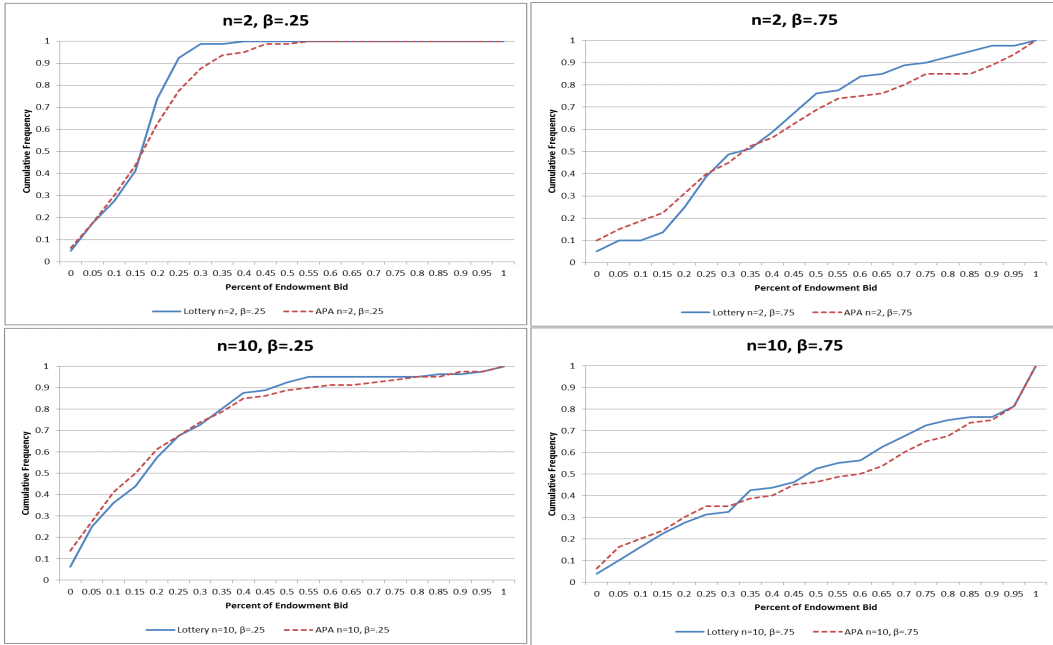 n=2, β=.25
Cumulative Frequency
1
0.9
0.8
0.7
0.6
0.5
0.4
0.3
0.2
0.1
0
0 0.05 0.1 0.15 0.2 0.25 0.3 0.35 0.4 0.45 0.5 0.55 0.6 0.65 0.7 0.75 0.8 0.85 0.9 0.95 1
Percent of Endowment Bid
Lottery n=2, β=.25 APA n=2, β=.25
n=2, β=.75
Cumulative Frequency
1
0.9
0.8
0.7
0.6
0.5
0.4
0.3
0.2
0.1
0
0 0.05 0.1 0.15 0.2 0.25 0.3 0.35 0.4 0.45 0.5 0.55 0.6 0.65 0.7 0.75 0.8 0.85 0.9 0.95 1
Percent of Endowment Bid
Lottery n=2, β=.75 APA n=2, β=.75
n=10, β=.25
Cumulative Frequency
1
0.9
0.8
0.7
0.6
0.5
0.4
0.3
0.2
0.1
0
0 0.05 0.1 0.15 0.2 0.25 0.3 0.35 0.4 0.45 0.5 0.55 0.6 0.65 0.7 0.75 0.8 0.85 0.9 0.95 1
Percent of Endowment Bid
Lottery n=10, β=.25 APA n=10, β=.25
n=10, β=.75
Cumulative Frequency
1
0.9
0.8
0.7
0.6
0.5
0.4
0.3
0.2
0.1
0
0 0.05 0.1 0.15 0.2 0.25 0.3 0.35 0.4 0.45 0.5 0.55 0.6 0.65 0.7 0.75 0.8 0.85 0.9 0.95 1
Percent of Endowment Bid
Lottery n=10, β=.75 APA n=10, β=.75